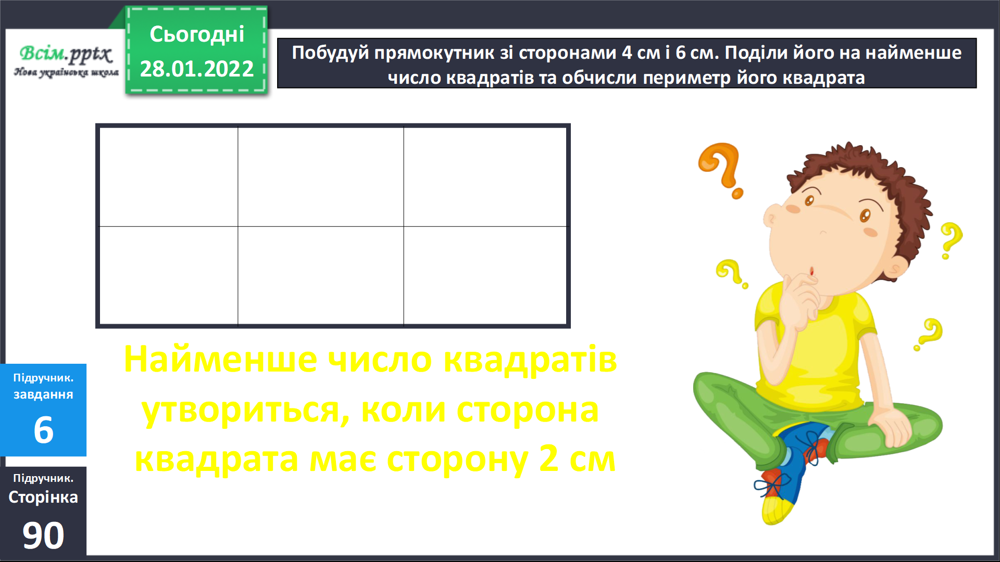 Сьогодні
28.01.2022
Всім.pptx
Нова українська школа
Побудуй прямокутник зі сторонами 4 см і 6 см. Поділи його на найменше
число квадратів та обчисли периметр його квадрата
Найменше число квадратів
утвориться, коли сторона
квадрата має сторону 2 см
Підручник.
завдання
6
Підручник.
Сторінка
90